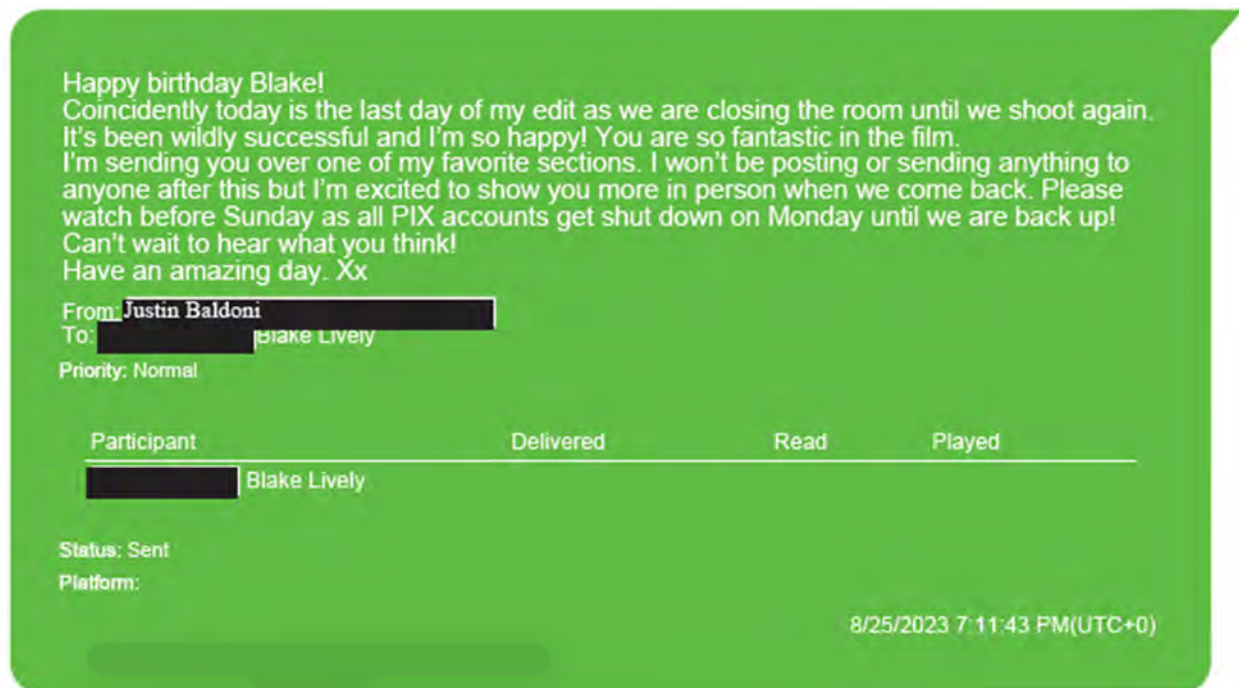 Happy birthday Blake!
Coincidently today is the last day of my edit as we are closing the room until we shoot again.
It's been wildly successful and I'm so happy! You are so fantastic in the film.
I'm sending you over one of my favorite sections. I won't be posting or sending anything to
anyone after this but I'm excited to show you more in person when we come back. Please
watch before Sunday as all PIX accounts get shut down on Monday until we are back up!
Can't wait to hear what you think!
Have an amazing day. Xx
From: Justin Baldoni
To: Blake Lively
Priority: Normal
Participant Delivered Read Played
Blake Lively
Status: Sent
Platform:
8/25/2023 7:11:43 PM(UTC+0)